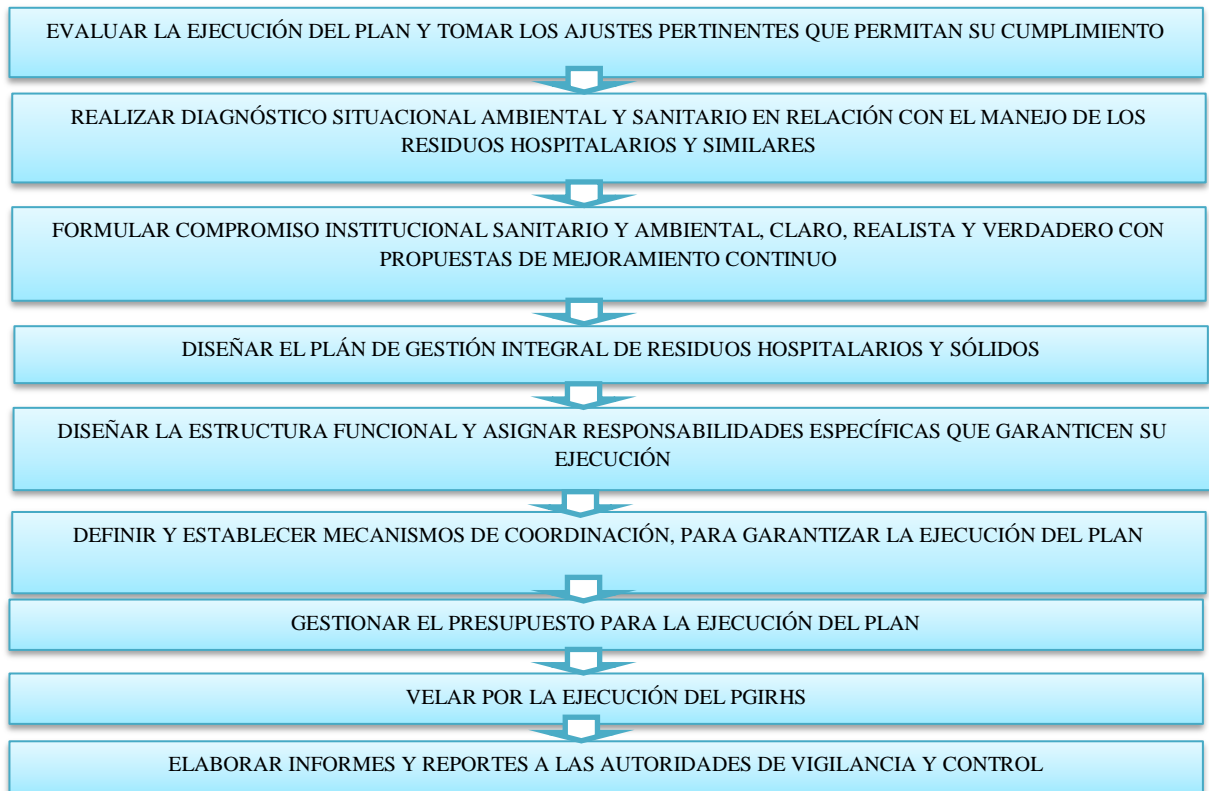 EVALUAR LA EJECUCIÓN DEL PLAN Y TOMAR LOS AJUSTES PERTINENTES QUE PERMITAN SU CUMPLIMIENTO
REALIZAR DIAGNÓSTICO SITUACIONAL AMBIENTAL Y SANITARIO EN RELACIÓN CON EL MANEJO DE LOS
RESIDUOS HOSPITALARIOS Y SIMILARES
FORMULAR COMPROMISO INSTITUCIONAL SANITARIO Y AMBIENTAL, CLARO, REALISTA Y VERDADERO CON
PROPUESTAS DE MEJORAMIENTO CONTINUO
DISEÑAR EL PLÁN DE GESTIÓN INTEGRAL DE RESIDUOS HOSPITALARIOS Y SÓLIDOS
DISEÑAR LA ESTRUCTURA FUNCIONAL Y ASIGNAR RESPONSABILIDADES ESPECÍFICAS QUE GARANTICEN SU
EJECUCIÓN
DEFINIR Y ESTABLECER MECANISMOS DE COORDINACIÓN, PARA GARANTIZAR LA EJECUCIÓN DEL PLAN
GESTIONAR EL PRESUPUESTO PARA LA EJECUCIÓN DEL PLAN
VELAR POR LA EJECUCIÓN DEL PGIRHS
ELABORAR INFORMES Y REPORTES A LAS AUTORIDADES DE VIGILANCIA Y CONTROL